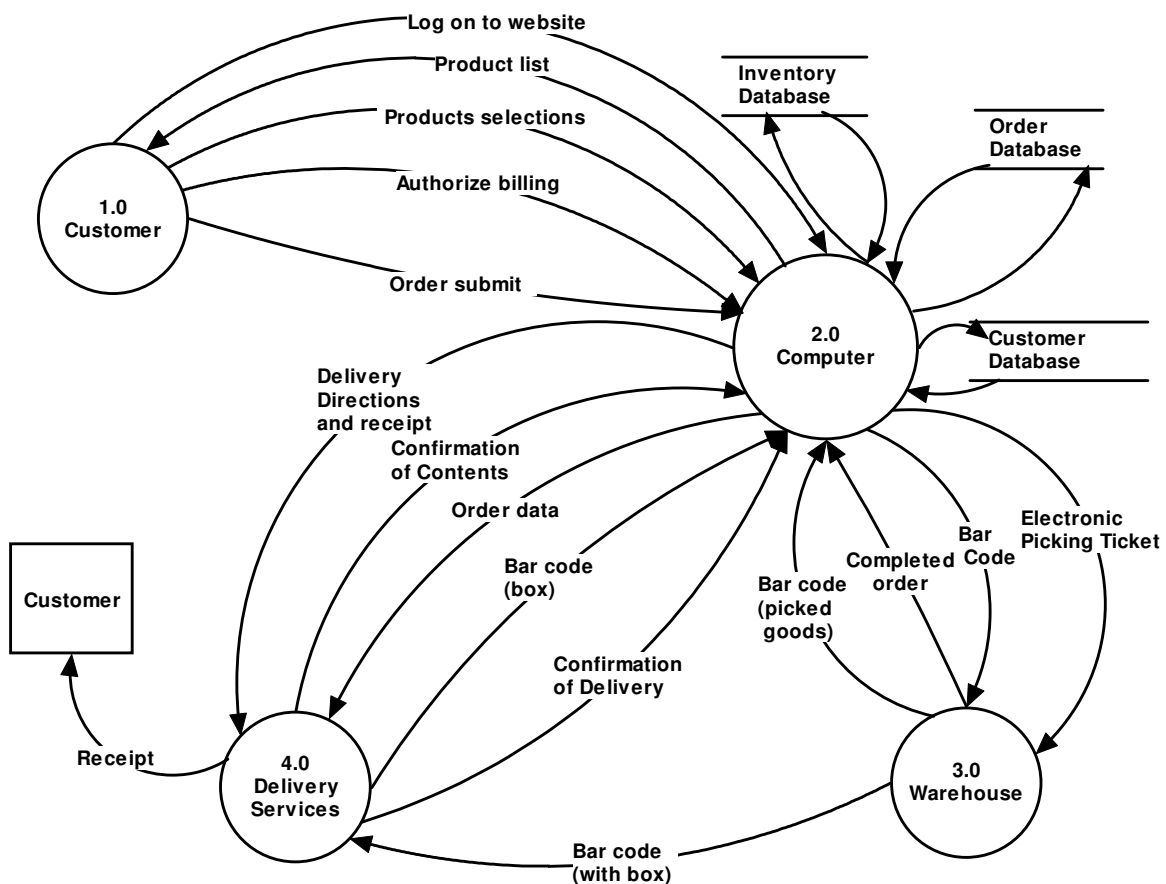 Log on to website
Product list
Products selections
Authorize billing
Order submit
1.0
Customer
Inventory
Database
Order
Database
2.0
Computer
Customer
Database
Delivery
Directions
and receipt
Confirmation
of Contents
Order data
Bar code
(box)
Confirmation
of Delivery
Bar code
(picked
goods)
Completed
order
Bar
Code
Electronic
Picking Ticket
Customer
Receipt
4.0
Delivery
Services
3.0
Warehouse
Bar code
(with box)